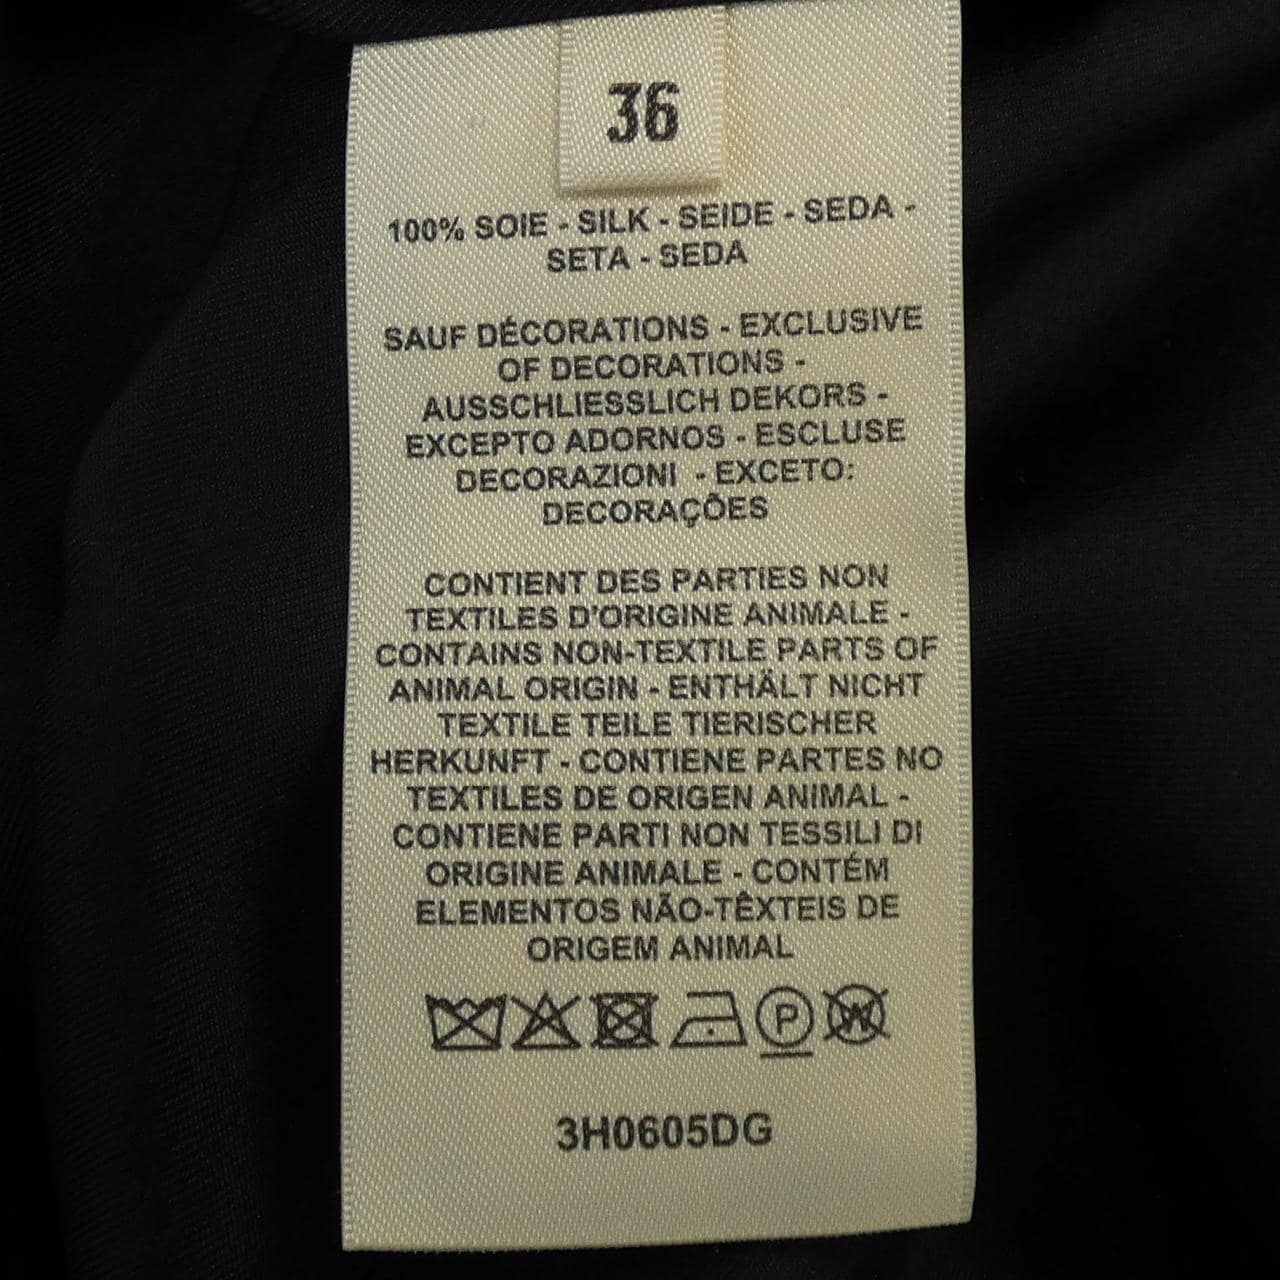 36
100% SOIE - SILK - SEIDE - SEDA -
SETA - SEDA
SAUF DÉCORATIONS - EXCLUSIVE
OF DECORATIONS -
AUSSCHLIESSLICH DEKORS -
EXCEPTO ADORNOS - ESCLUSE
DECORAZIONI - EXCETO:
DECORAÇÕES
CONTIENT DES PARTIES NON
TEXTILES D'ORIGINE ANIMALE -
CONTAINS NON-TEXTILE PARTS OF
ANIMAL ORIGIN - ENTHÄLT NICHT
TEXTILE TEILE TIERISCHER
HERKUNFT - CONTIENE PARTES NO
TEXTILES DE ORIGEN ANIMAL -
CONTIENE PARTI NON TESSILI DI
ORIGINE ANIMALE - CONTÉM
ELEMENTOS NÃO-TÊXTEIS DE
ORIGEM ANIMAL
P W
3H0605DG